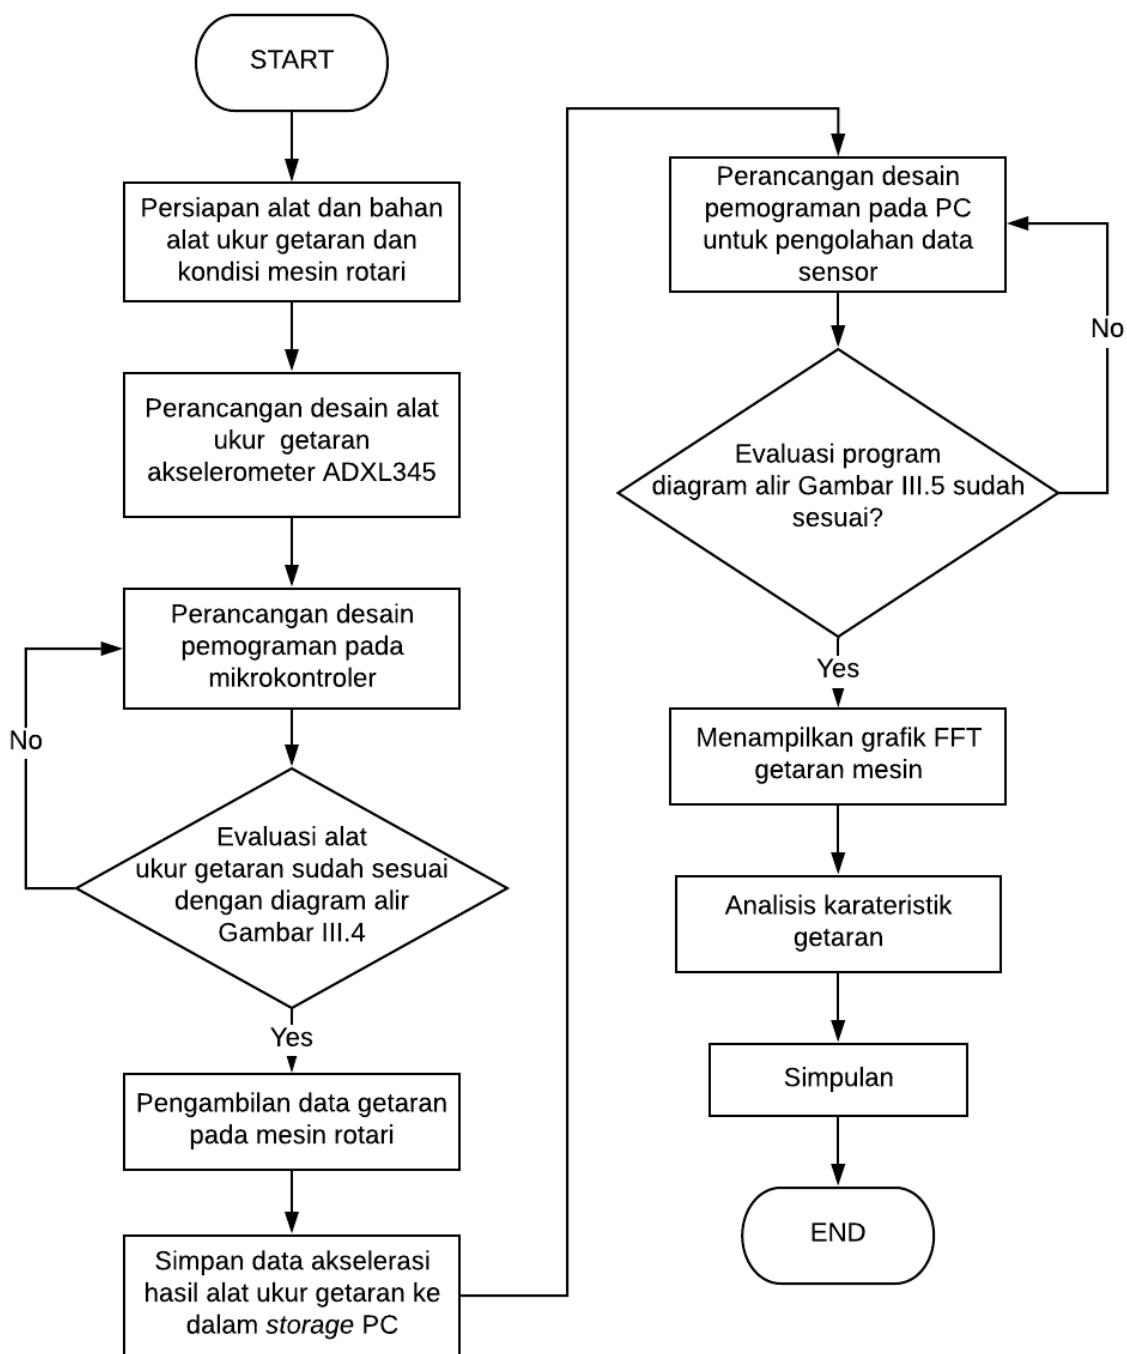 START
Persiapan alat dan bahan
alat ukur getaran dan
kondisi mesin rotari
Perancangan desain alat
ukur getaran
akselerometer ADXL345
Perancangan desain
pemograman pada
mikrokontroler
No
Evaluasi alat
ukur getaran sudah sesuai
dengan diagram alir
Gambar III.4
Yes
Pengambilan data getaran
pada mesin rotari
Simpan data akselerasi
hasil alat ukur getaran ke
dalam storage PC
Perancangan desain
pemograman pada PC
untuk pengolahan data
sensor
No
Evaluasi program
diagram alir Gambar III.5 sudah
sesuai?
Yes
Menampilkan grafik FFT
getaran mesin
Analisis karateristik
getaran
Simpulan
END